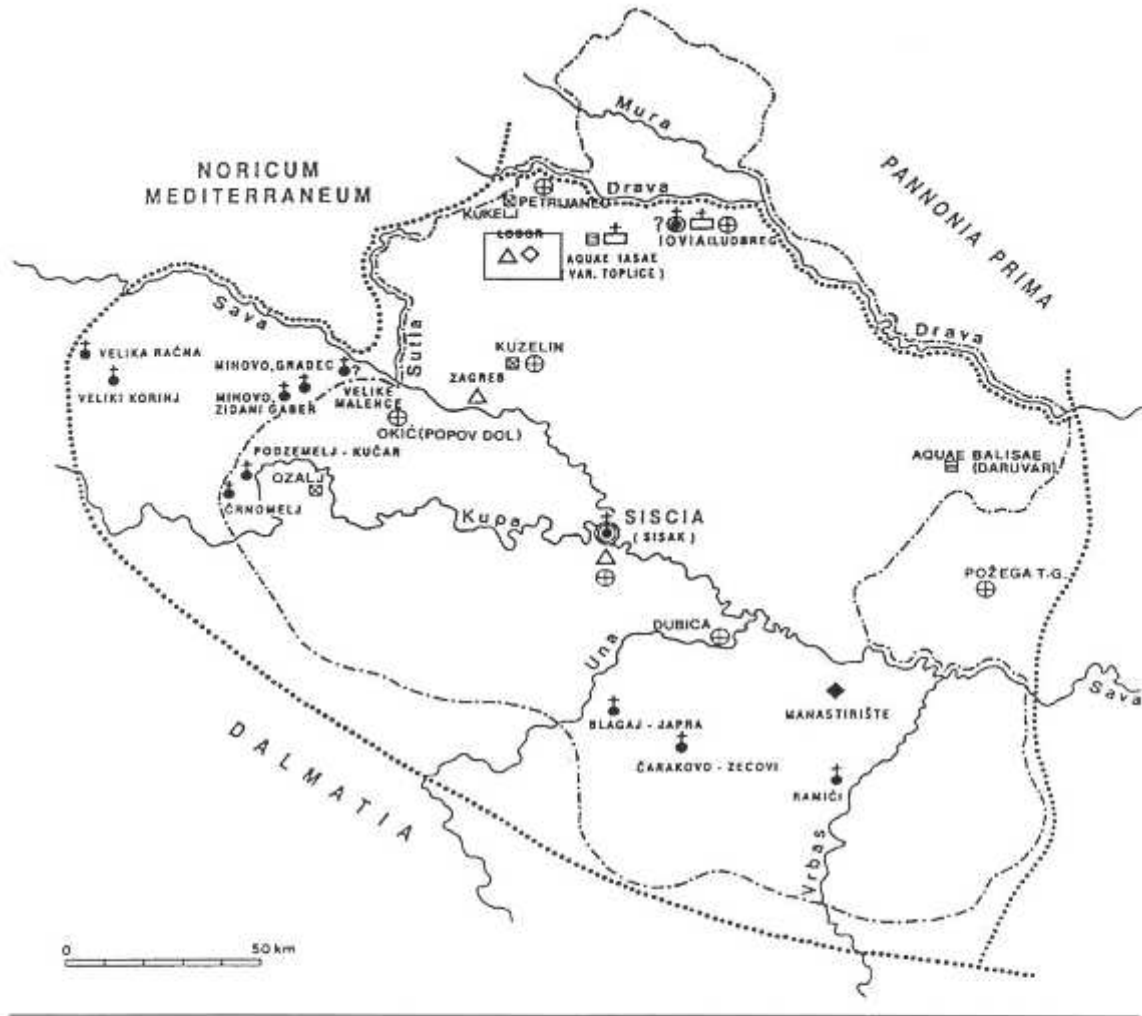 Mura
NORICUM
MEDITERRANEUM
PANNONIA PRIMA
Drava
PETRIJANEC
KUKELJ
?
IOVIA (LUDBREG
LOBOR
AQUAE IASAE
(VAR. TOPLICE)
Sava
Sutla
Drava
VELIKA RAČNA
MIHOVO, GRADEC
?
KUZELIN
ZAGREB
VELIKI KORINJ
MIHOVO,
ZIDANI GABER
VELIKE
MALENCE
OKIĆ (POPOV DOL)
PODZEMELJ - KUČAR
OZALJ
AQUAE BALISAE
(DARUVAR)
ČRNOMELJ
Kupa
SISCIA
(SISAK)
POŽEGA T-G.
DUBICA
Una
Sava
MANASTIRIŠTE
BLAGAJ - JAPRA
ČARAKOVO - ZECOVI
RAMIĆI
DALMATIA
Vrbas
0 50 km